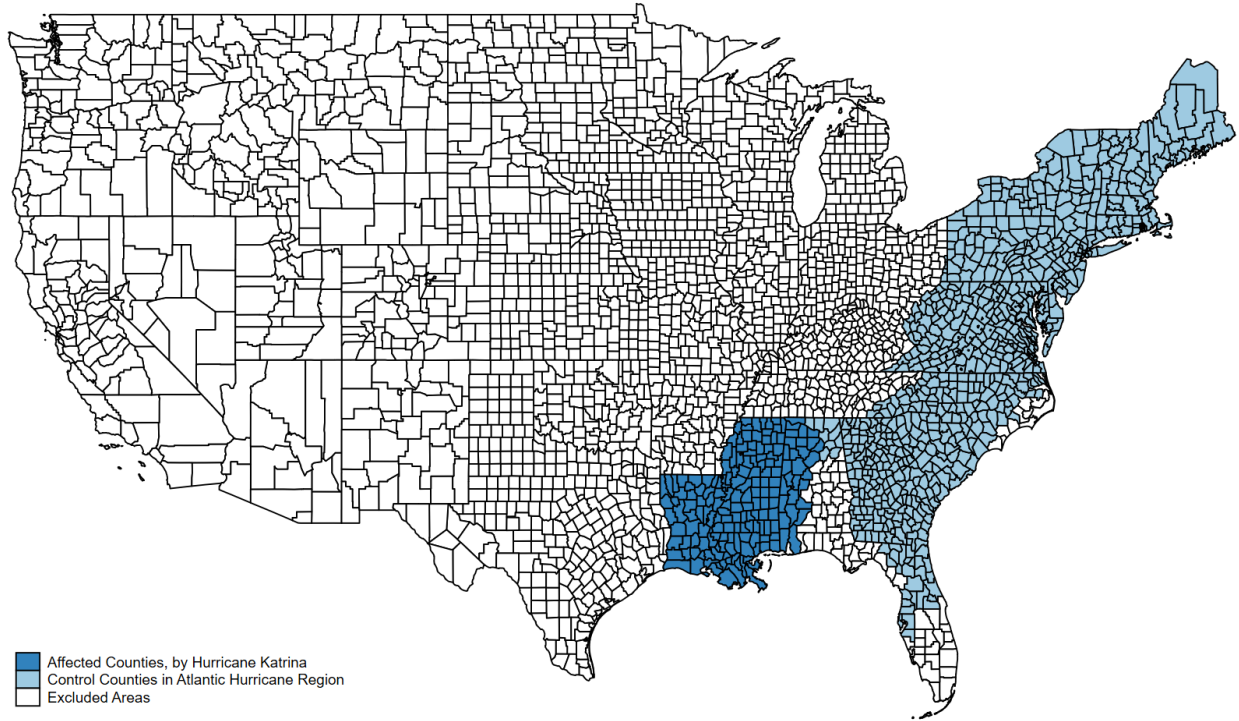 Affected Counties, by Hurricane Katrina
Control Counties in Atlantic Hurricane Region
Excluded Areas